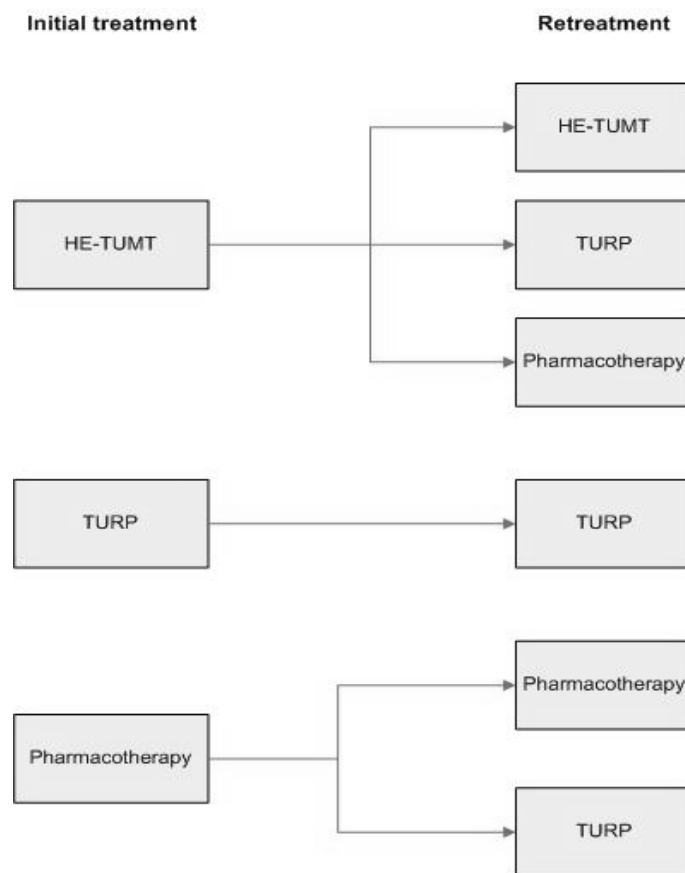 Initial treatment
Retreatment
HE-TUMT
HE-TUMT
TURP
Pharmacotherapy
TURP
TURP
Pharmacotherapy
Pharmacotherapy
TURP